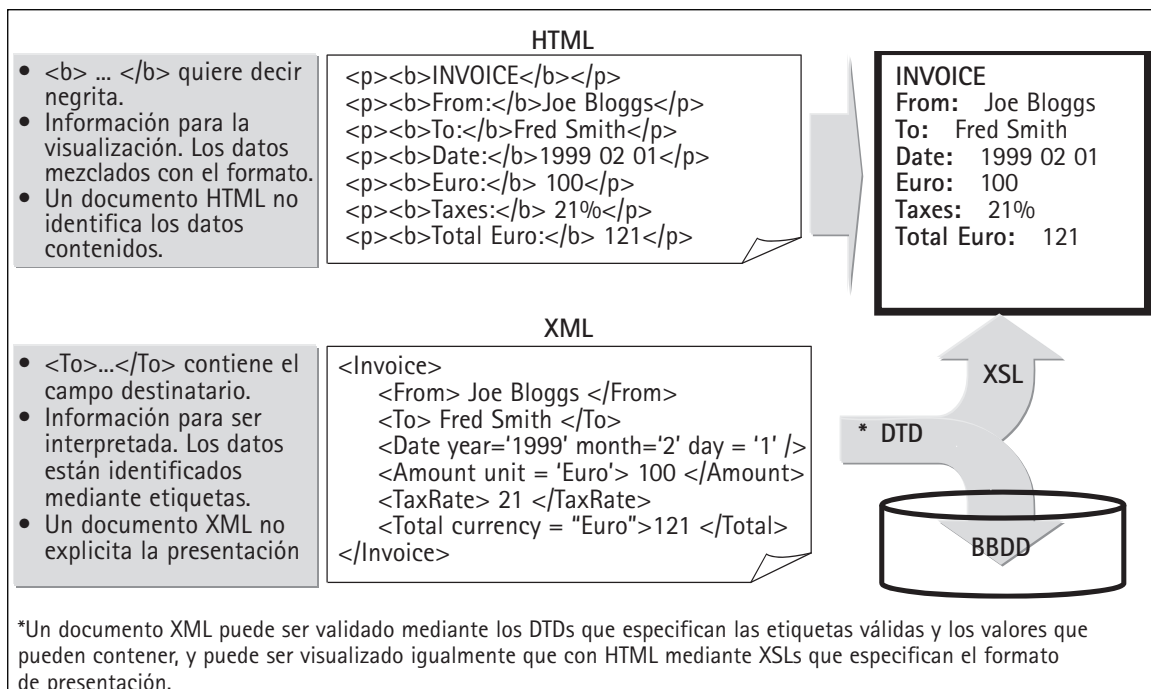 HTML
• <b> ... </b> quiere decir
negrita.
• Información para la
visualización. Los datos
mezclados con el formato.
• Un documento HTML no
identifica los datos
contenidos.
<p><b>INVOICE</b></p>
<p><b>From:</b>Joe Bloggs</p>
<p><b>To:</b>Fred Smith</p>
<p><b>Date:</b>1999 02 01</p>
<p><b>Euro:</b> 100</p>
<p><b>Taxes:</b> 21%</p>
<p><b>Total Euro:</b> 121</p>
INVOICE
From: Joe Bloggs
To: Fred Smith
Date: 1999 02 01
Euro: 100
Taxes: 21%
Total Euro: 121
XML
• <To>...</To> contiene el
campo destinatario.
• Información para ser
interpretada. Los datos
están identificados
mediante etiquetas.
• Un documento XML no
explicita la presentación
<Invoice>
<From> Joe Bloggs </From>
<To> Fred Smith </To>
<Date year=‘1999’ month=‘2’ day = ‘1’ />
<Amount unit = ‘Euro’> 100 </Amount>
<TaxRate> 21 </TaxRate>
<Total currency = “Euro”>121 </Total>
</Invoice>
XSL
* DTD
BBDD
*Un documento XML puede ser validado mediante los DTDs que especifican las etiquetas válidas y los valores que
pueden contener, y puede ser visualizado igualmente que con HTML mediante XSLs que especifican el formato
de presentación.